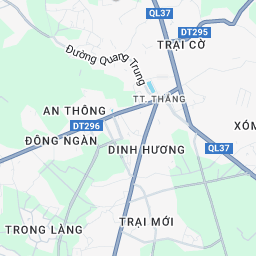 QL37
DT295
TRẠI CỜ
Đường Quang Trung
TT. THẮNG
AN THÔNG
DT296
ĐÔNG NGÀN
DINH HƯƠNG
XÓM
QL37
TRẠI MỚI
TRONG LÀNG